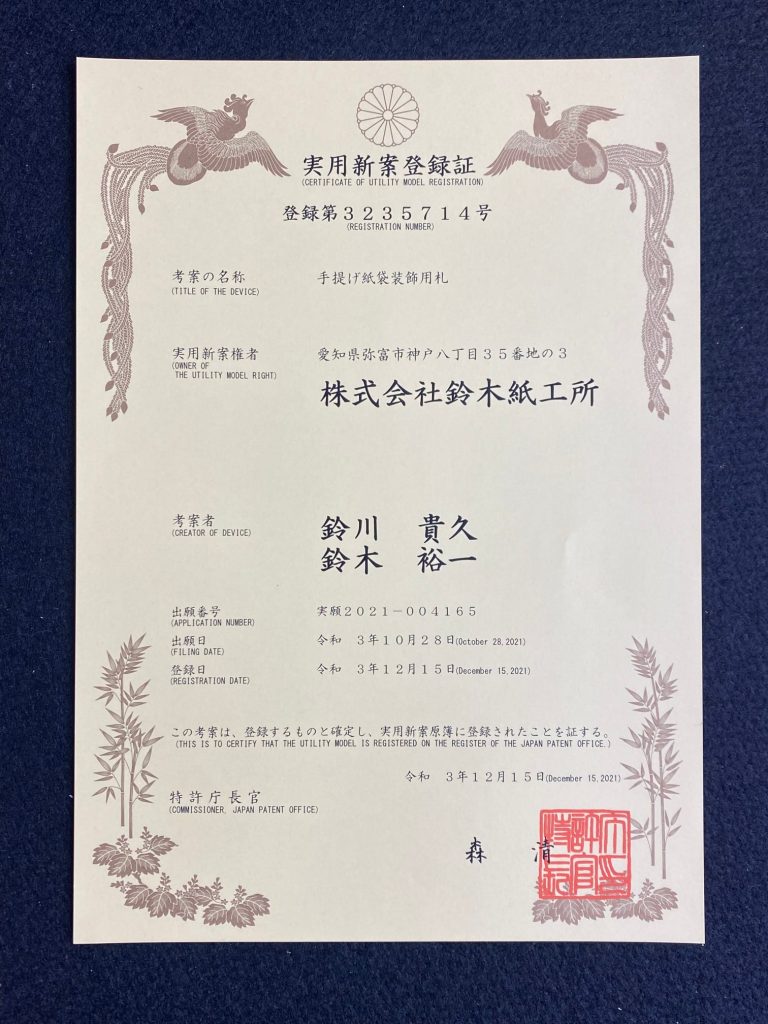 実用新案登録証
(CERTIFICATE OF UTILITY MODEL REGISTRATION)
登録第3235714号
(REGISTRATION NUMBER)
考案の名称 手提げ紙袋装飾用札
(TITLE OF THE DEVICE)
実用新案権者 愛知県弥富市神戸八丁目35番地の3
(OWNER OF
THE UTILITY MODEL RIGHT)
株式会社鈴木紙工所
考案者 鈴川 貴久
(CREATOR OF DEVICE)
鈴木 裕一
出願番号 実願2021-004165
(APPLICATION NUMBER)
出願日 令和 3年10月28日(October 28,2021)
(FILING DATE)
登録日 令和 3年12月15日(December 15,2021)
(REGISTRATION DATE)
この考案は、登録するものと確定し、実用新案原簿に登録されたことを証する。
(THIS IS TO CERTIFY THAT THE UTILITY MODEL IS REGISTERED ON THE REGISTER OF THE JAPAN PATENT OFFICE.)
令和 3年12月15日(December 15,2021)
特許庁長官
(COMMISSIONER, JAPAN PATENT OFFICE)
森 清